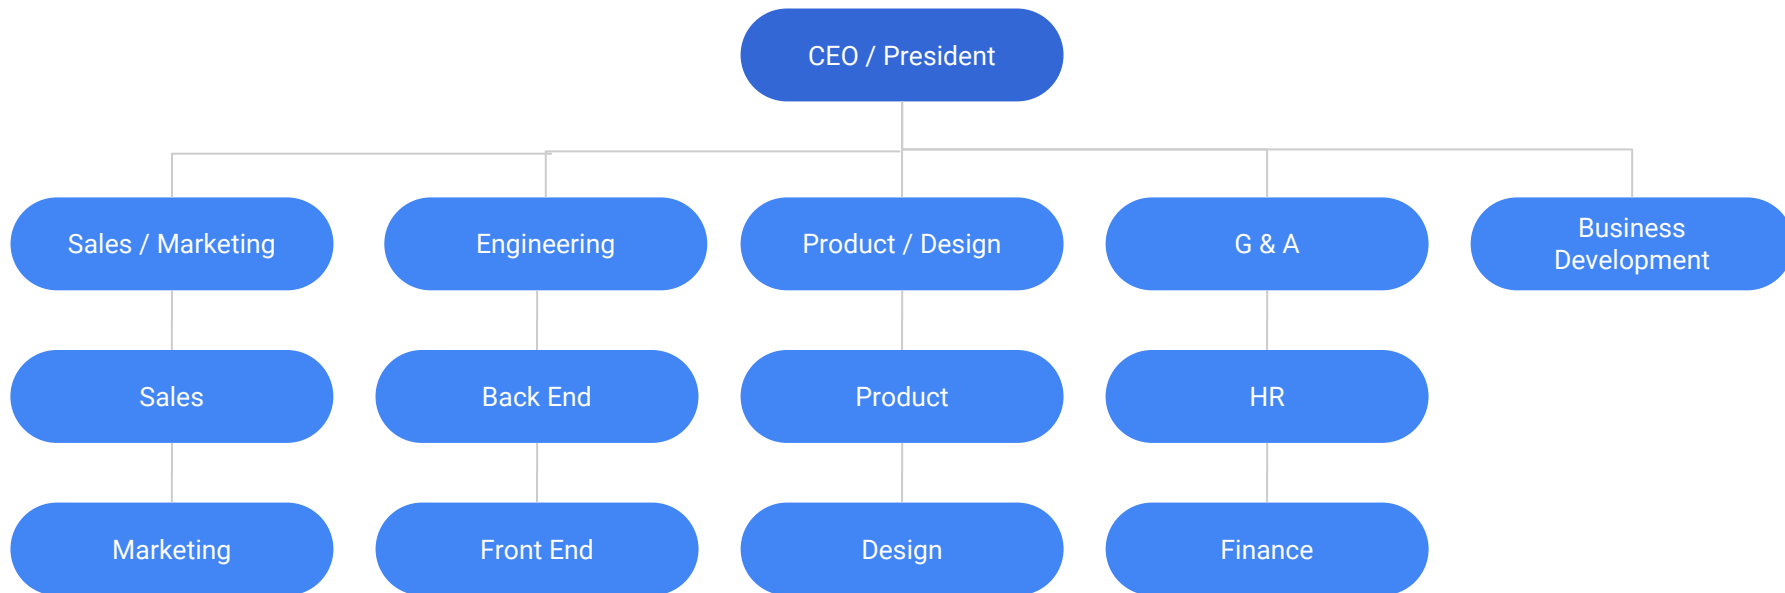 CEO / President
Sales / Marketing
Engineering
Product / Design
G & A
Business
Development
Sales
Back End
Product
HR
Marketing
Front End
Design
Finance